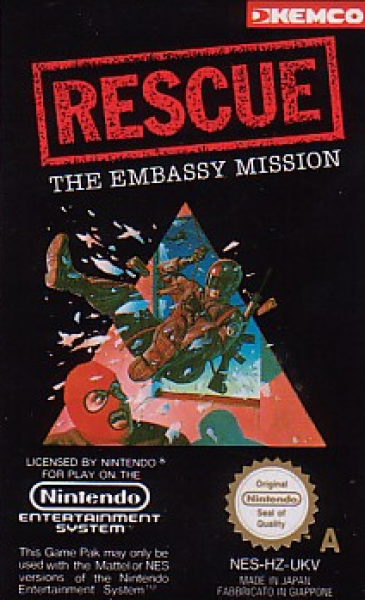 KEMCO
RESCUE
THE EMBASSY MISSION
LICENSED BY NINTENDO®
FOR PLAY ON THE
Nintendo
ENTERTAINMENT
SYSTEM™
This Game Pak may only be
used with the Mattel or NES
versions of the Nintendo
Entertainment System™
Original
Nintendo
Seal of
Quality
A
NES-HZ-UKV
MADE IN JAPAN
FABBRICATO IN GIAPPONE